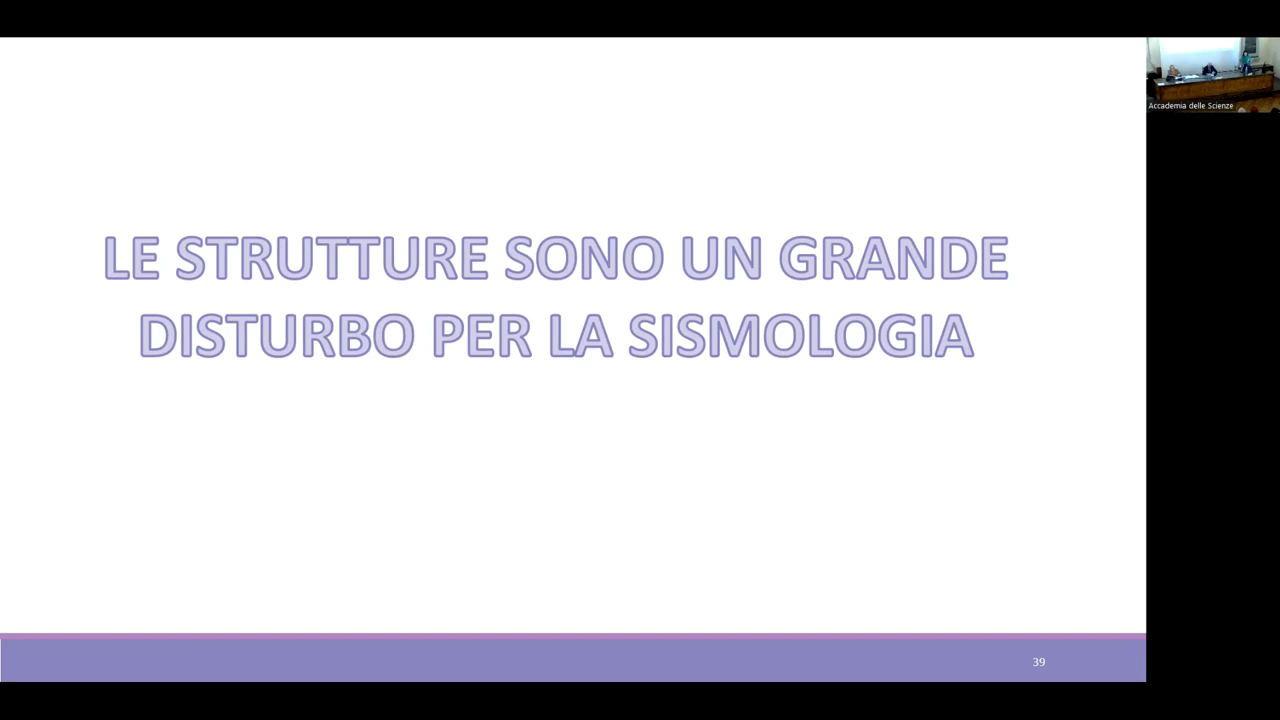 Accademia delle Scienze
LE STRUTTURE SONO UN GRANDE
DISTURBO PER LA SISMOLOGIA
39